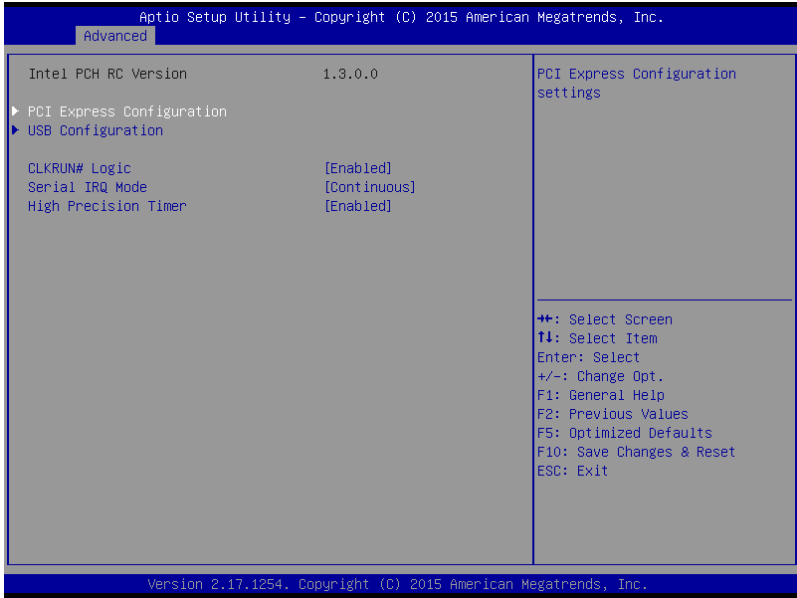 Aptio Setup Utility – Copyright (C) 2015 American Megatrends, Inc.
Advanced
Intel PCH RC Version 1.3.0.0
PCI Express Configuration
USB Configuration
CLKRUN# Logic [Enabled]
Serial IRQ Mode [Continuous]
High Precision Timer [Enabled]
PCI Express Configuration
settings
→←: Select Screen
↑↓: Select Item
Enter: Select
+/-: Change Opt.
F1: General Help
F2: Previous Values
F5: Optimized Defaults
F10: Save Changes & Reset
ESC: Exit
Version 2.17.1254. Copyright (C) 2015 American Megatrends, Inc.